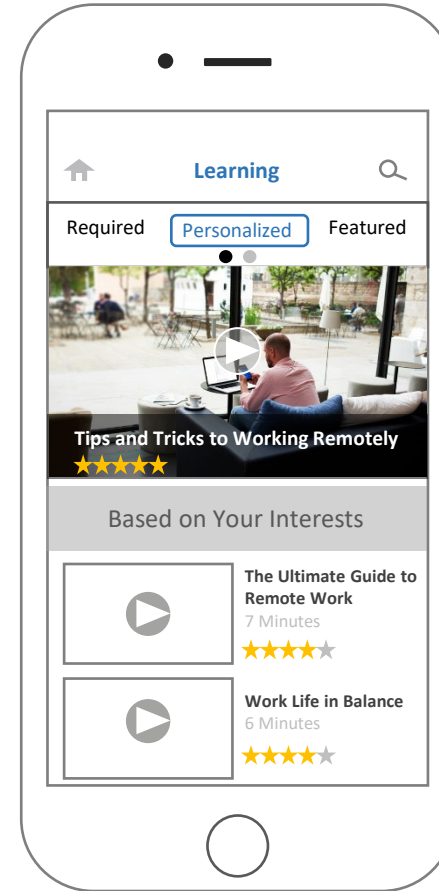 Learning
Required Personalized Featured
Tips and Tricks to Working Remotely
Based on Your Interests
The Ultimate Guide to
Remote Work
7 Minutes
Work Life in Balance
6 Minutes